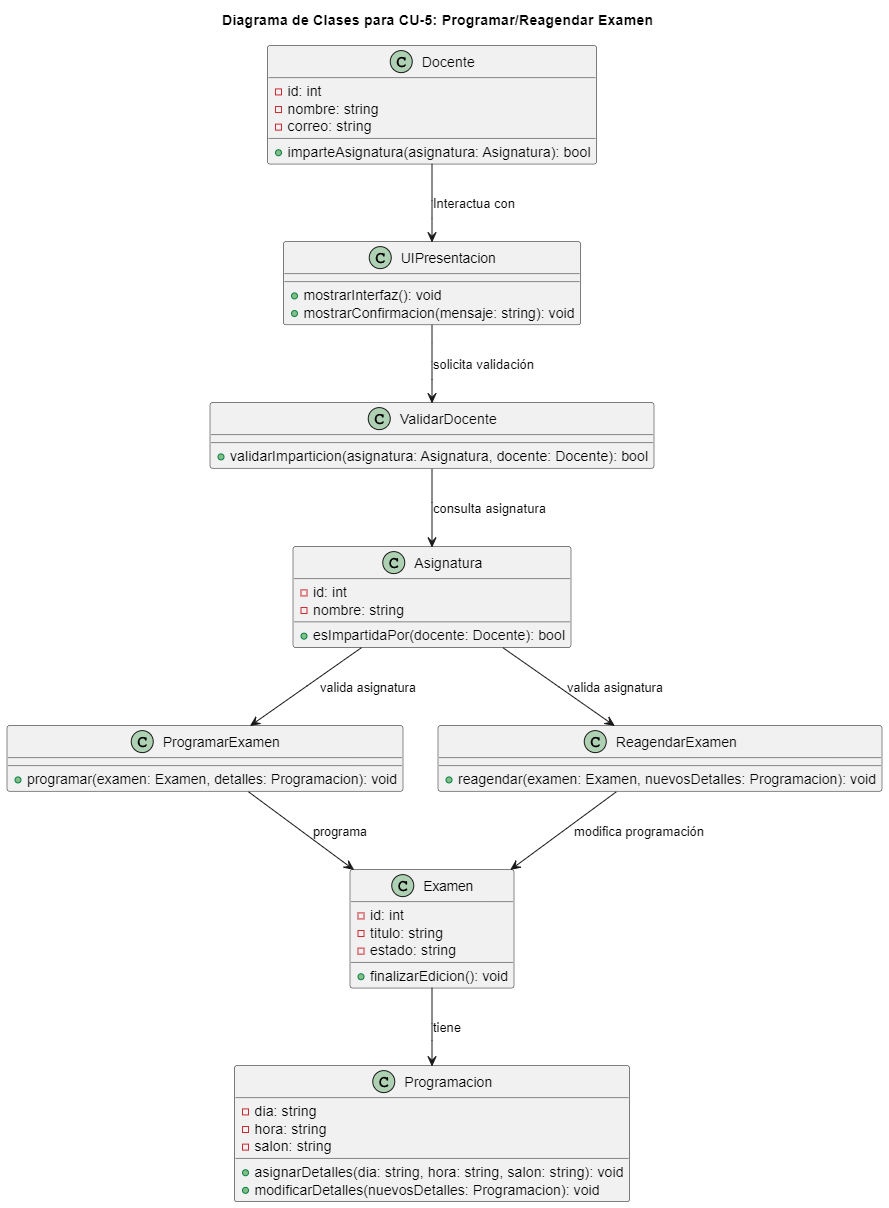 Diagrama de Clases para CU-5: Programar/Reagendar Examen
C Docente
id: int
nombre: string
correo: string
imparteAsignatura(asignatura: Asignatura): bool
Interactua con
C UIPresentacion
mostrarInterfaz(): void
mostrarConfirmacion(mensaje: string): void
solicita validación
C ValidarDocente
validarImparticion(asignatura: Asignatura, docente: Docente): bool
consulta asignatura
C Asignatura
id: int
nombre: string
esImpartidaPor(docente: Docente): bool
valida asignatura
valida asignatura
C ProgramarExamen
programar(examen: Examen, detalles: Programacion): void
C ReagendarExamen
reagendar(examen: Examen, nuevosDetalles: Programacion): void
programa
modifica programación
C Examen
id: int
titulo: string
estado: string
finalizarEdicion(): void
tiene
C Programacion
dia: string
hora: string
salon: string
asignarDetalles(dia: string, hora: string, salon: string): void
modificarDetalles(nuevosDetalles: Programacion): void